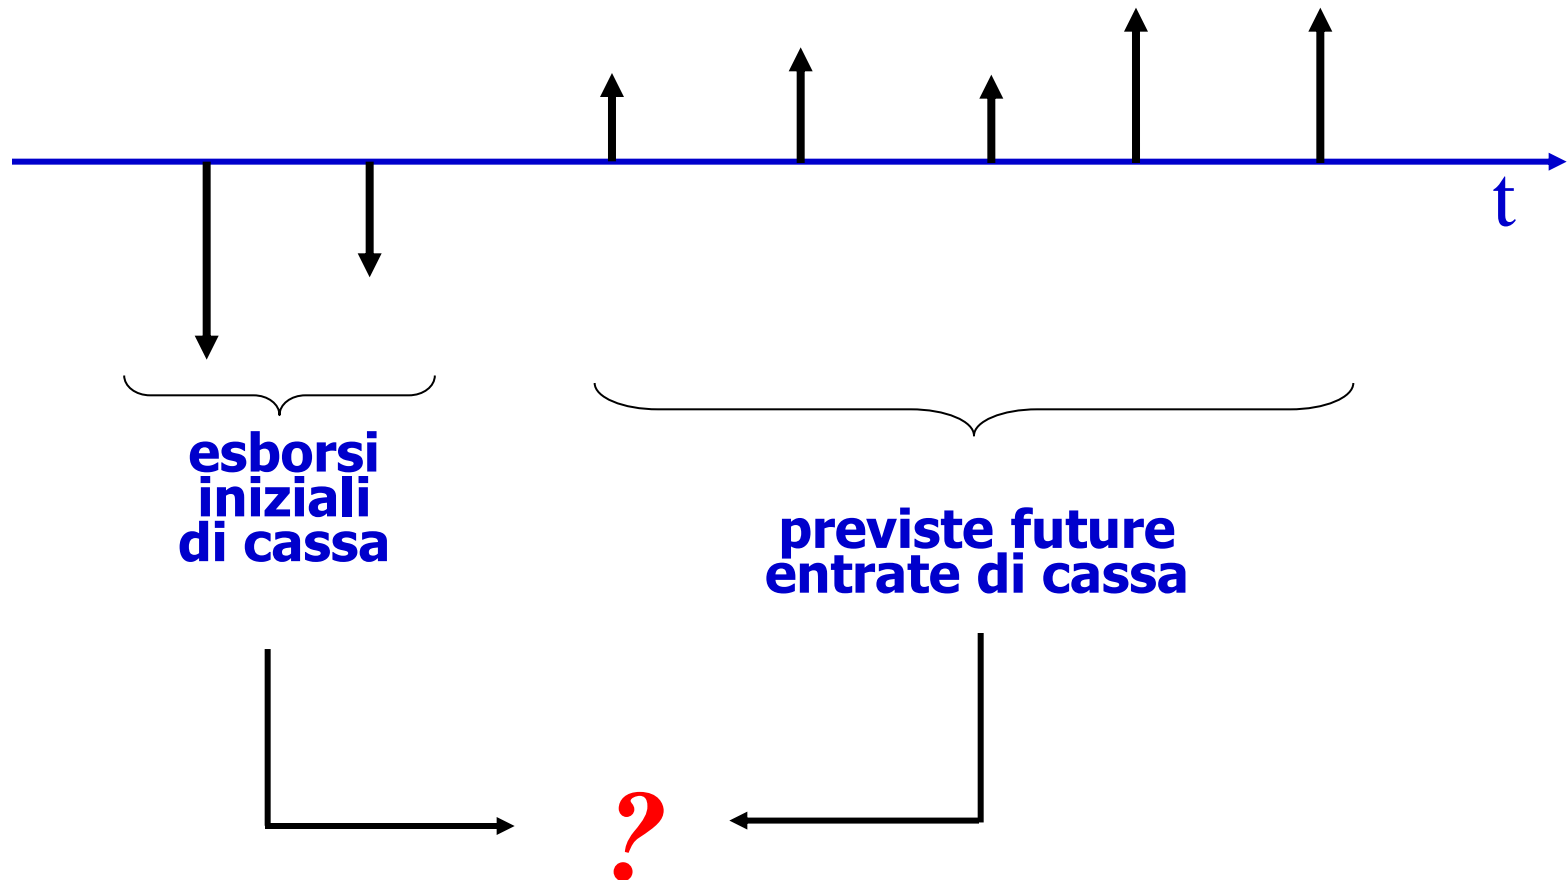 t
esborsi
iniziali
di cassa
previste future
entrate di cassa
?